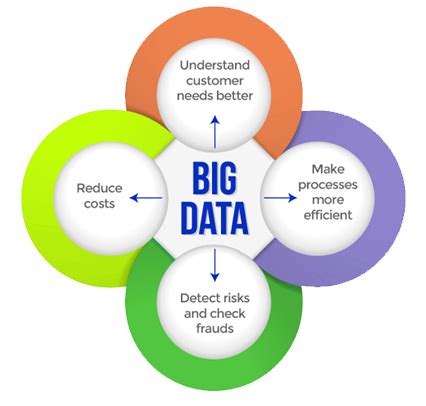 Understand
customer
needs better
Reduce
costs
BIG
DATA
Make
processes
more
efficient
Detect risks
and check
frauds